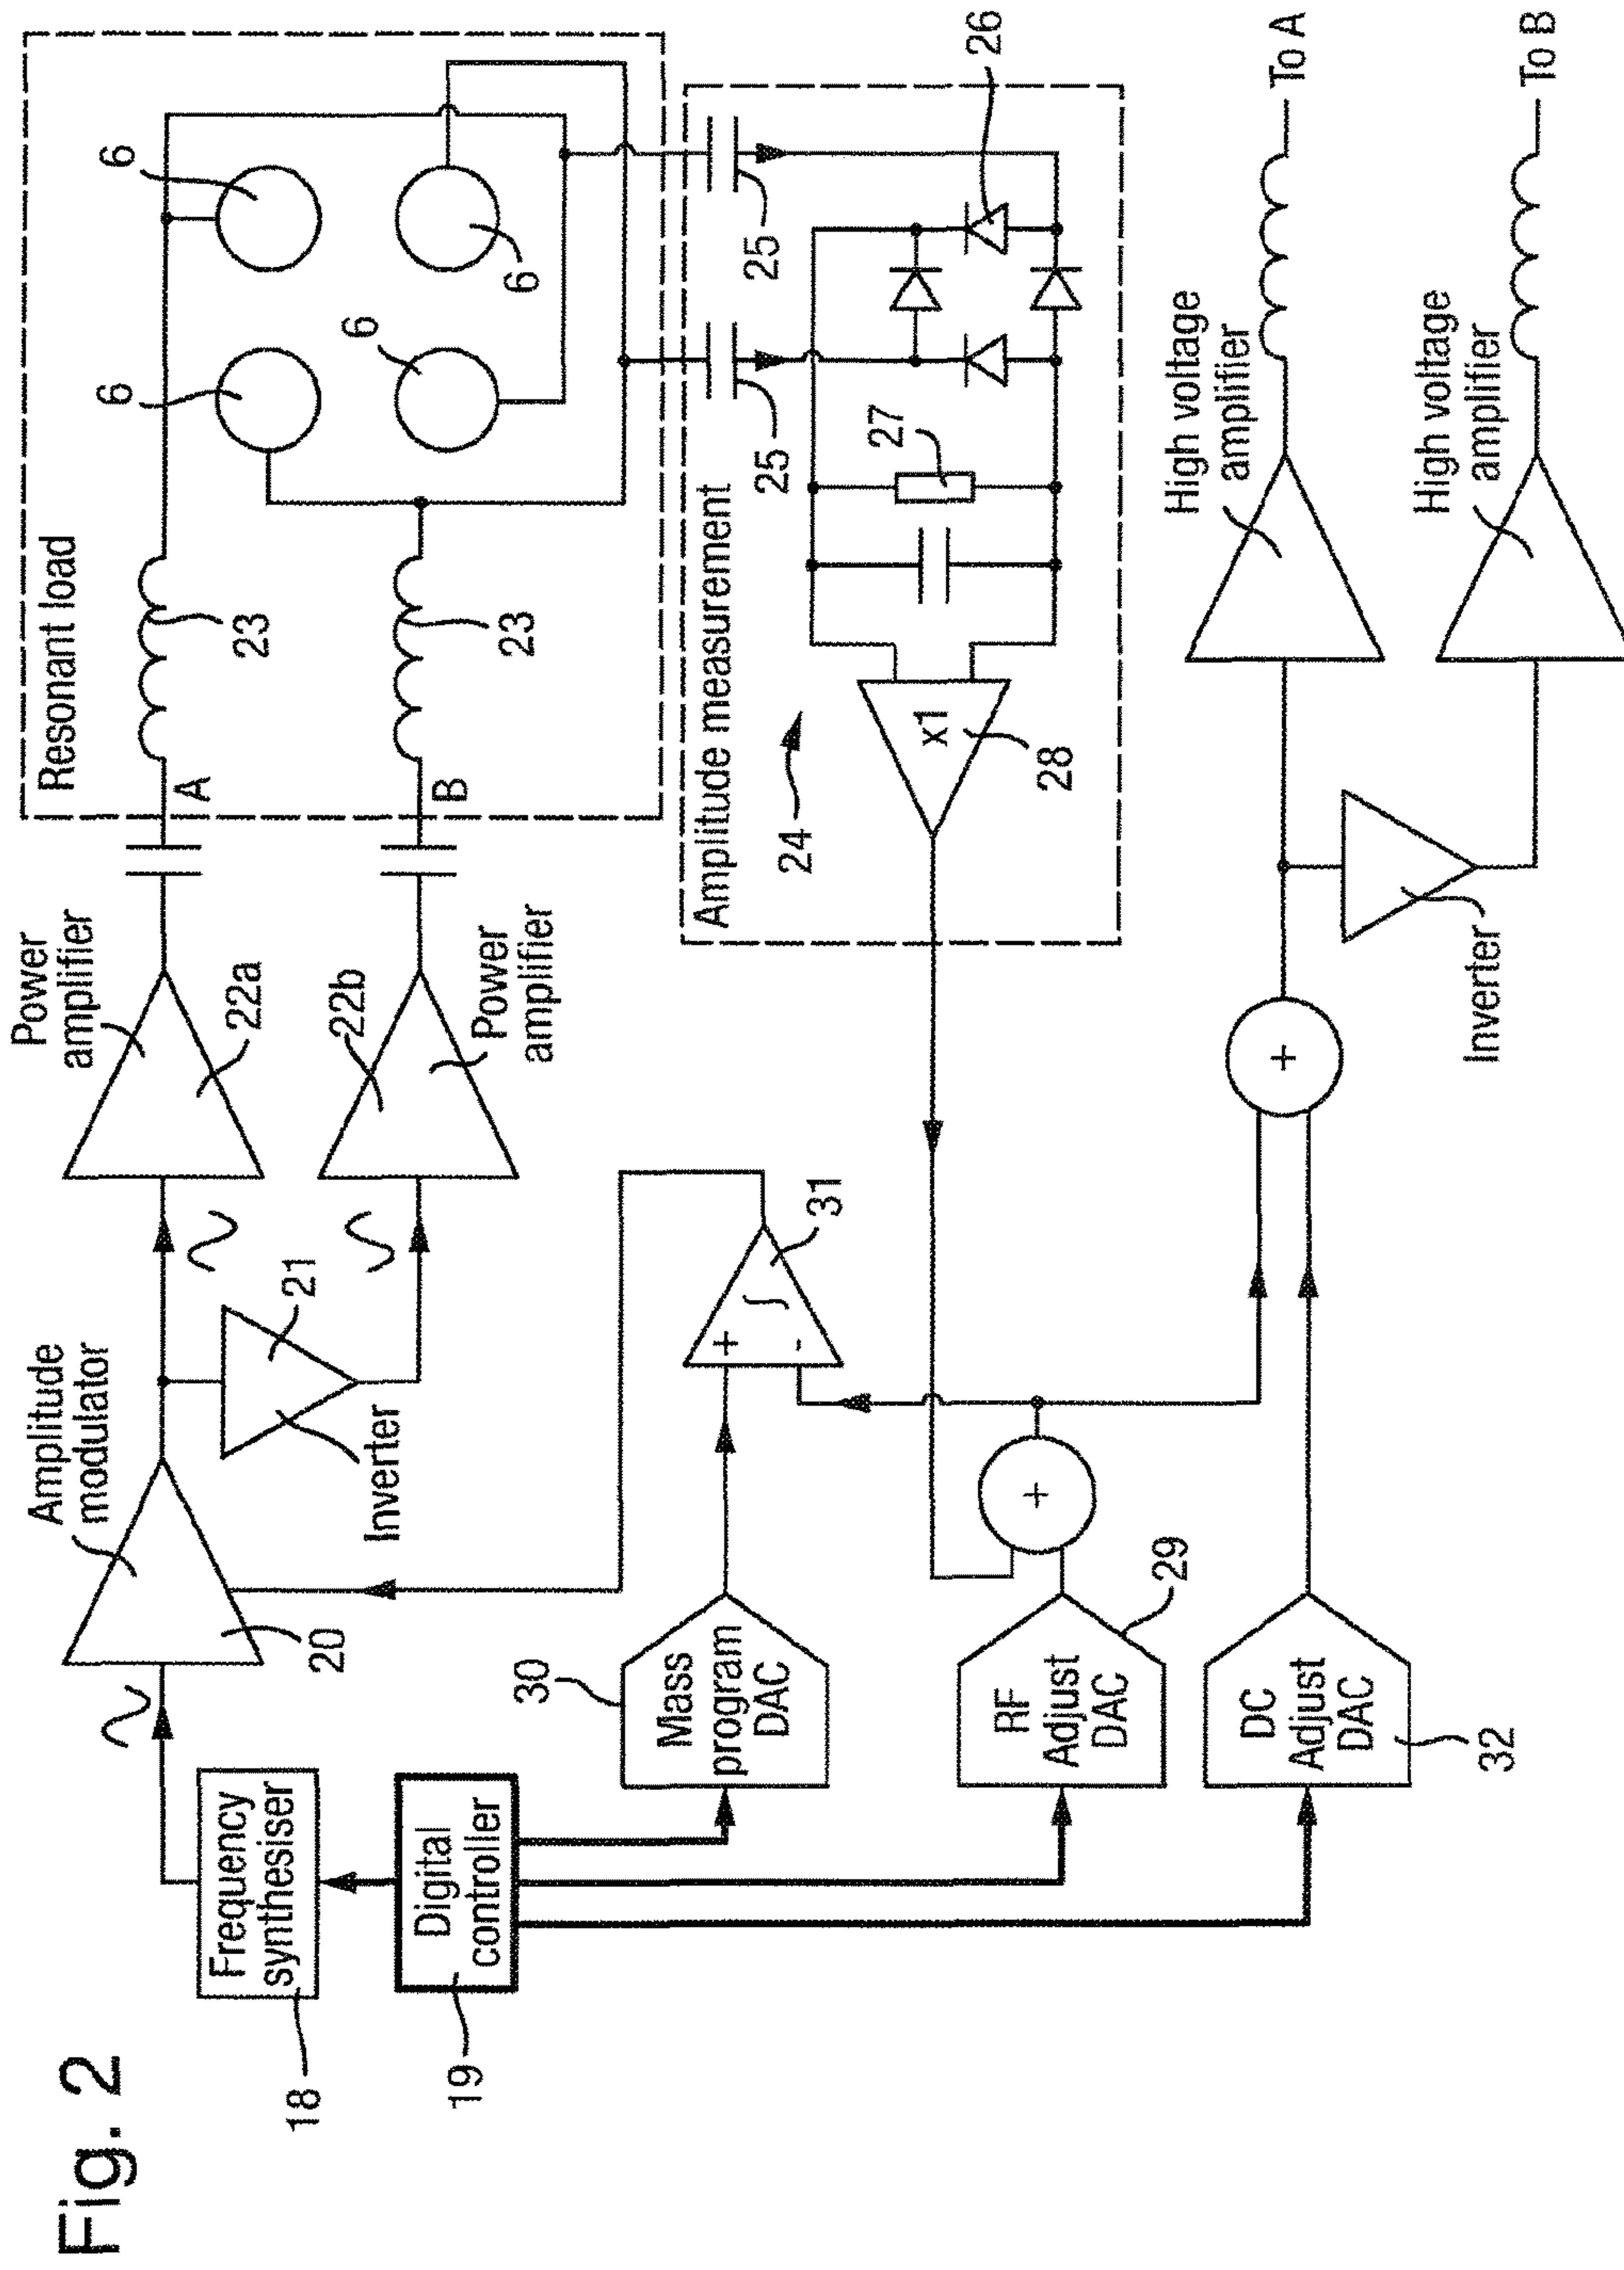 Fig. 2
Frequency
synthesiser
18
Digital
controller
19
Amplitude
modulator
20
21
Inverter
Power
amplifier
22a
22b
Power
amplifier
Resonant load
A
B
23
23
6
6
6
6
Amplitude measurement
24
25
25
26
27
x1
28
Mass
program
DAC
30
+
-
∫
31
RF
Adjust
DAC
29
+
DC
Adjust
DAC
32
+
Inverter
High voltage
amplifier
To A
High voltage
amplifier
To B